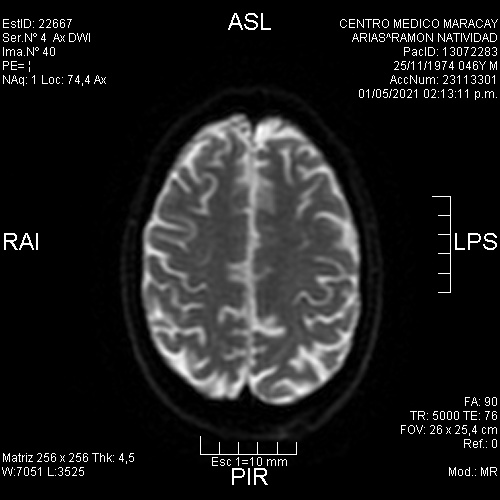 EstID: 22667
Ser.Nº 4 Ax DWI
Ima.Nº 40
PE= ¦
NAq: 1 Loc: 74,4 Ax
ASL
CENTRO MEDICO MARACAY
ARIAS^RAMON NATIVIDAD
PacID: 13072283
25/11/1974 046Y M
AccNum: 23113301
01/05/2021 02:13:11 p.m.
RAI
LPS
FA: 90
TR: 5000 TE: 76
FOV: 26 x 25,4 cm
Ref.: 0
Mod.: MR
Matriz 256 x 256 Thk: 4,5
W:7051 L:3525
Esc 1=10 mm
PIR